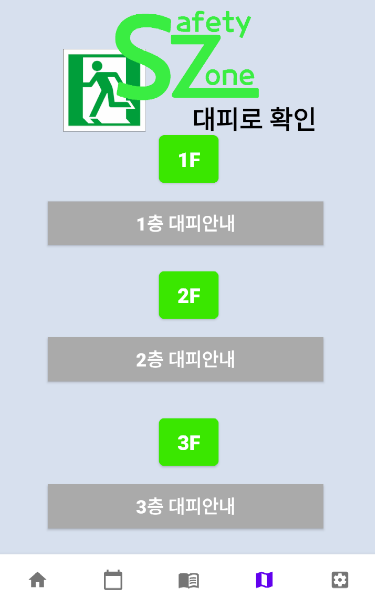 Safety
Zone
대피로 확인
1F
1층 대피안내
2F
2층 대피안내
3F
3층 대피안내